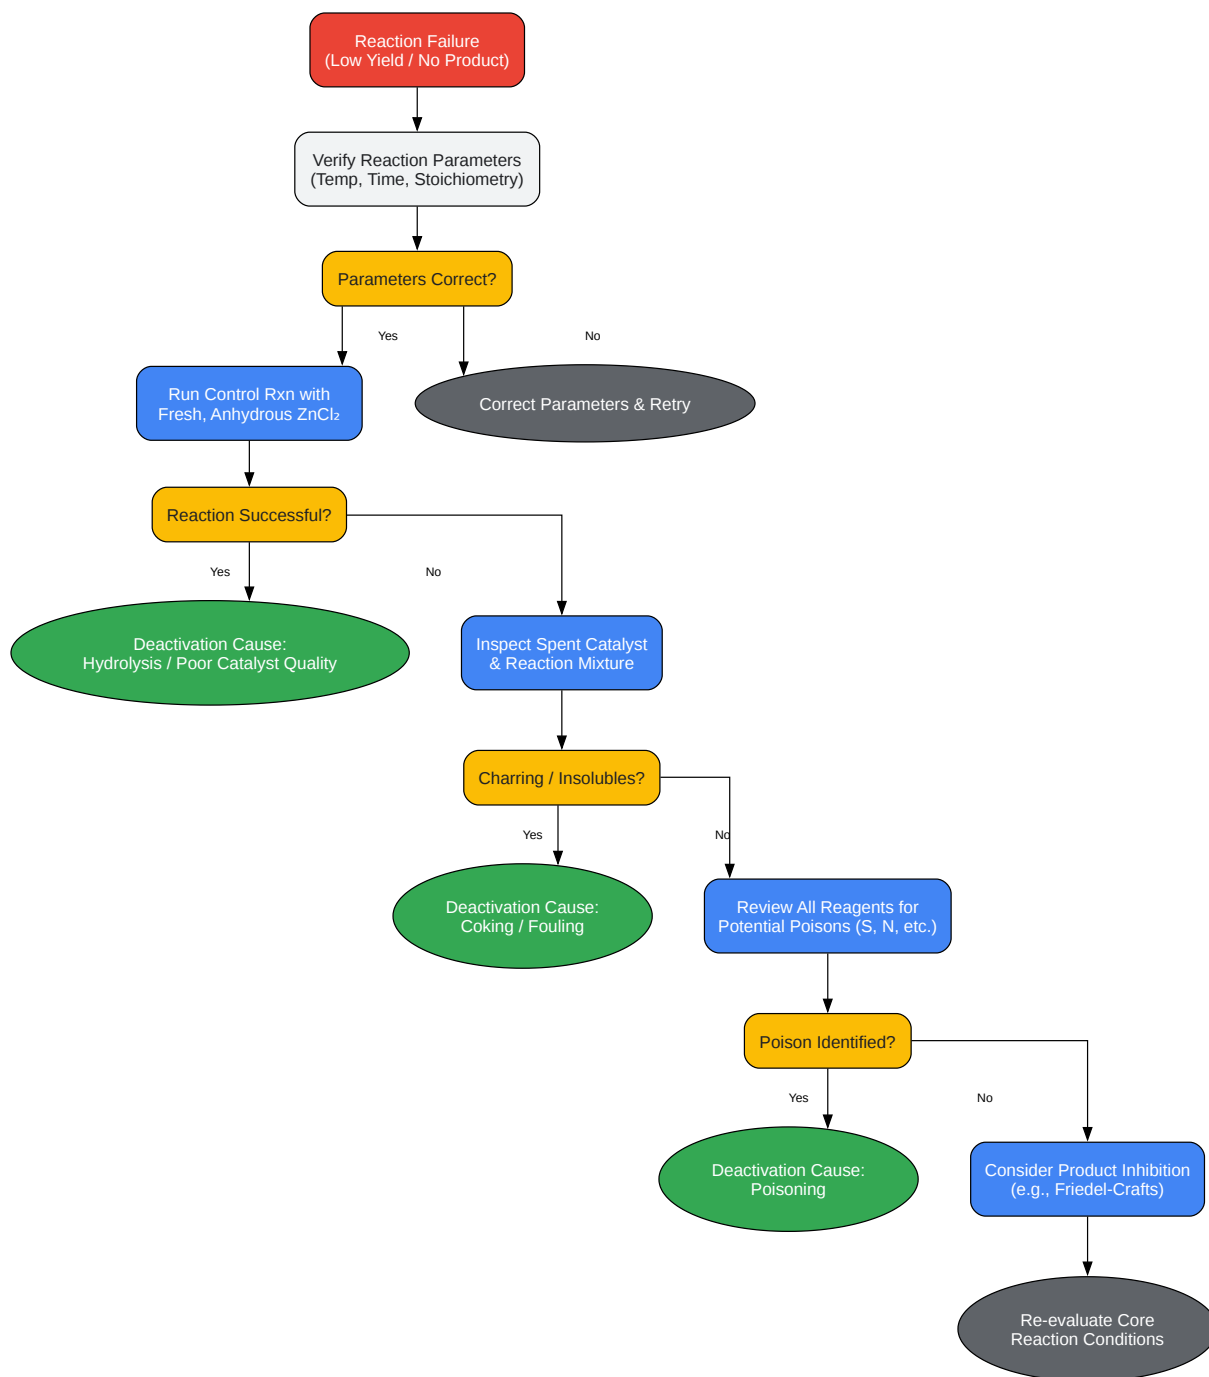 Reaction Failure
(Low Yield / No Product)
Verify Reaction Parameters
(Temp, Time, Stoichiometry)
Parameters Correct?
Yes
No
Run Control Rxn with
Fresh, Anhydrous ZnCl₂
Correct Parameters & Retry
Reaction Successful?
Yes
No
Deactivation Cause:
Hydrolysis / Poor Catalyst Quality
Inspect Spent Catalyst
& Reaction Mixture
Charring / Insolubles?
Yes
No
Deactivation Cause:
Coking / Fouling
Review All Reagents for
Potential Poisons (S, N, etc.)
Poison Identified?
Yes
No
Deactivation Cause:
Poisoning
Consider Product Inhibition
(e.g., Friedel-Crafts)
Re-evaluate Core
Reaction Conditions